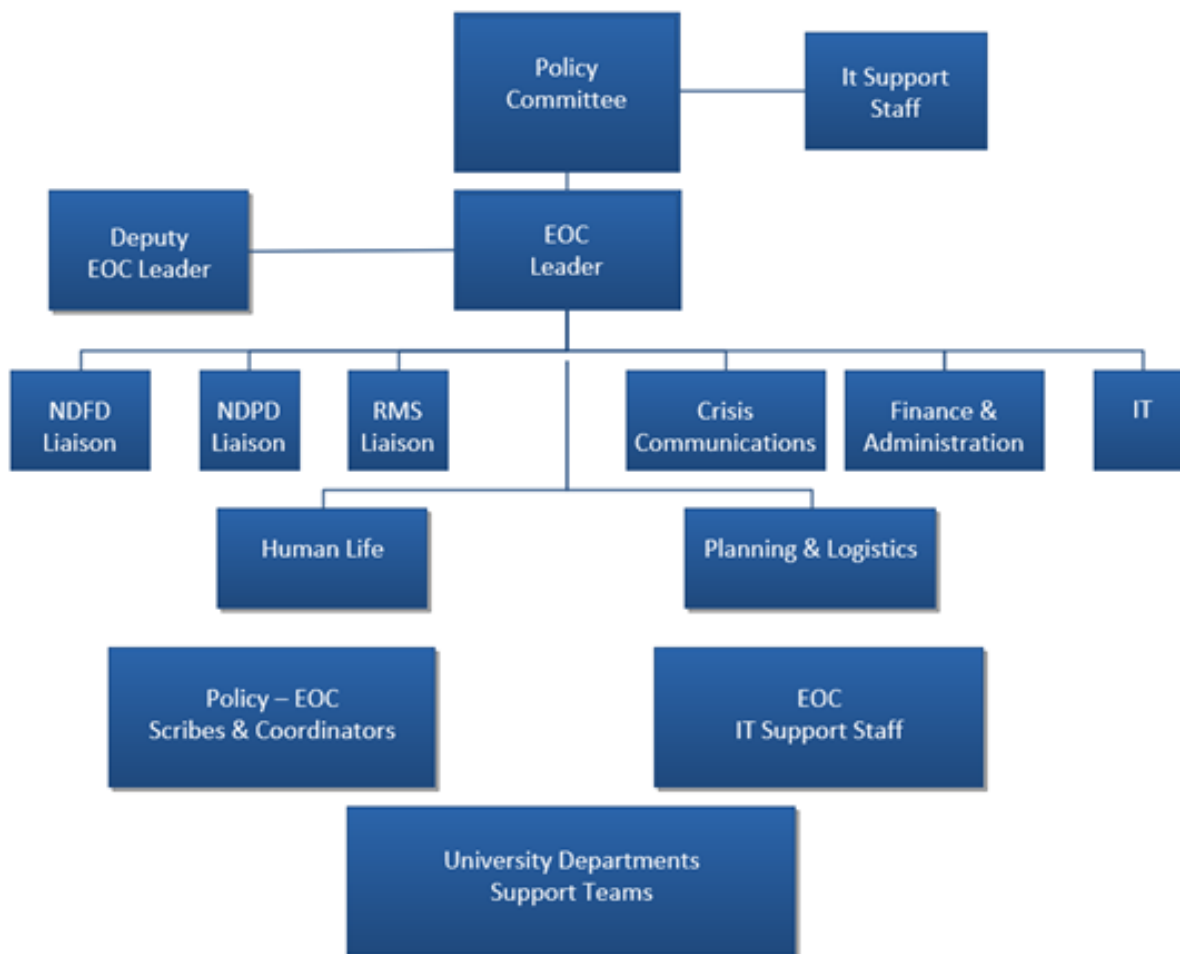 Policy
Committee
It Support
Staff
Deputy
EOC Leader
EOC
Leader
NDFD
Liaison
NDPD
Liaison
RMS
Liaison
Crisis
Communications
Finance &
Administration
IT
Human Life
Planning & Logistics
Policy – EOC
Scribes & Coordinators
EOC
IT Support Staff
University Departments
Support Teams